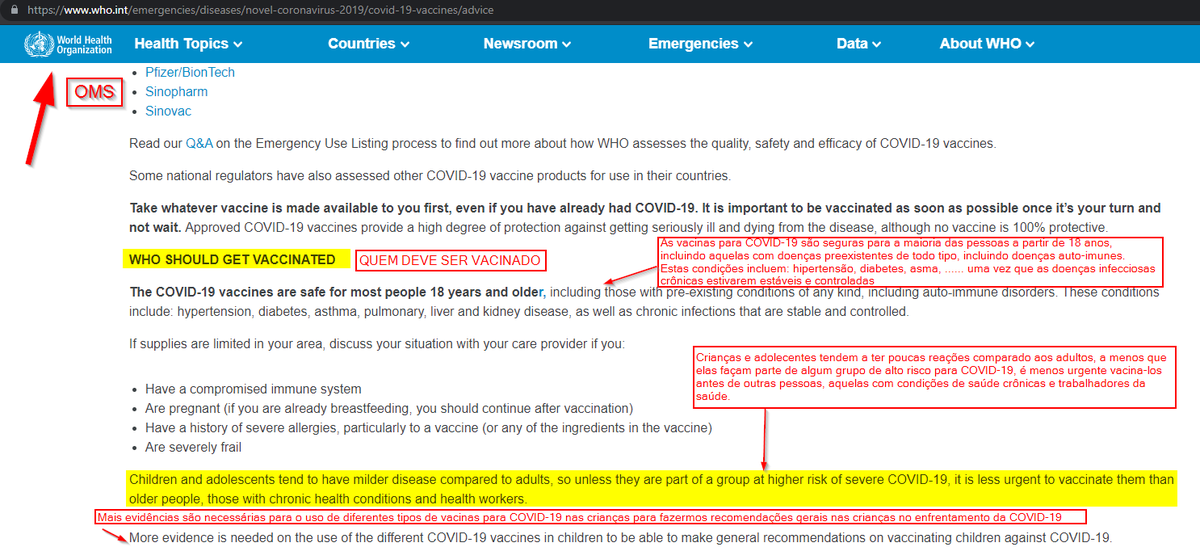 https://www.who.int/emergencies/diseases/novel-coronavirus-2019/covid-19-vaccines/advice
World Health
Organization
Health Topics
Countries
Newsroom
Emergencies
Data
About WHO
Pfizer/BionTech
OMS
Sinopharm
Sinovac
Read our Q&A on the Emergency Use Listing process to find out more about how WHO assesses the quality, safety and efficacy of COVID-19 vaccines.
Some national regulators have also assessed other COVID-19 vaccine products for use in their countries.
Take whatever vaccine is made available to you first, even if you have already had COVID-19. It is important to be vaccinated as soon as possible once it's your turn and
not wait. Approved COVID-19 vaccines provide a high degree of protection against getting seriously ill and dying from the disease, although no vaccine is 100% protective.
As vacinas para COVID-19 são seguras para a maioria das pessoas a partir de 18 anos,
incluindo aquelas com doenças preexistentes de todo tipo, incluindo doenças auto-imunes.
Estas condições incluem: hipertensão, diabetes, asma, ...... uma vez que as doenças infecciosas
crônicas estivarem estáveis e controladas
WHO SHOULD GET VACCINATED
QUEM DEVE SER VACINADO
The COVID-19 vaccines are safe for most people 18 years and older, including those with pre-existing conditions of any kind, including auto-immune disorders. These conditions
include: hypertension, diabetes, asthma, pulmonary, liver and kidney disease, as well as chronic infections that are stable and controlled.
If supplies are limited in your area, discuss your situation with your care provider if you:
Crianças e adolecentes tendem a ter poucas reações comparado aos adultos, a menos que
elas façam parte de algum grupo de alto risco para COVID-19, é menos urgente vacina-los
antes de outras pessoas, aquelas com condições de saúde crônicas e trabalhadores da
saúde.
Have a compromised immune system
Are pregnant (if you are already breastfeeding, you should continue after vaccination)
Have a history of severe allergies, particularly to a vaccine (or any of the ingredients in the vaccine)
Are severely frail
Children and adolescents tend to have milder disease compared to adults, so unless they are part of a group at higher risk of severe COVID-19, it is less urgent to vaccinate them than
older people, those with chronic health conditions and health workers.
Mais evidências são necessárias para o uso de diferentes tipos de vacinas para COVID-19 nas crianças para fazermos recomendações gerais nas crianças no enfrentamento da COVID-19
More evidence is needed on the use of the different COVID-19 vaccines in children to be able to make general recommendations on vaccinating children against COVID-19.